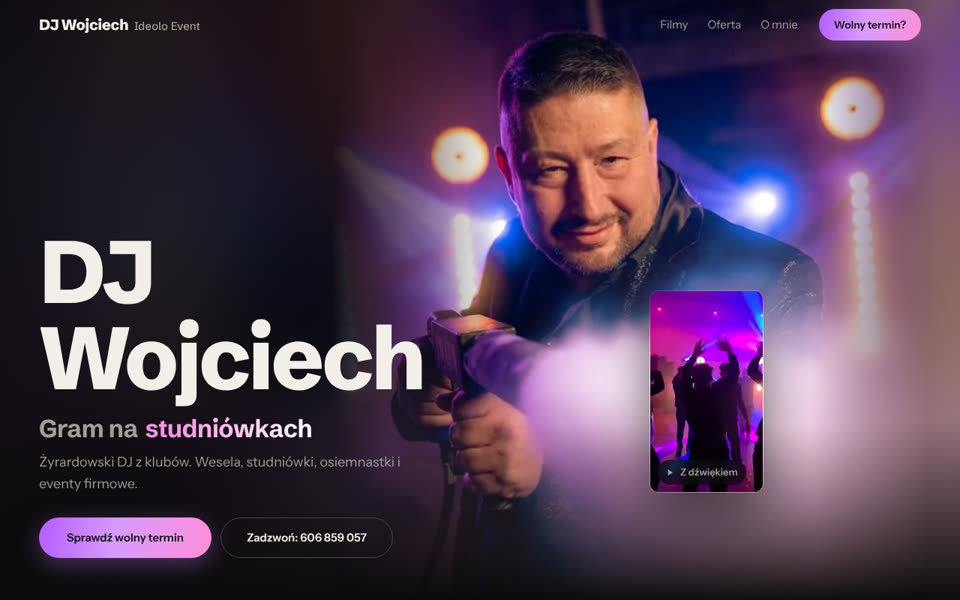 DJ Wojciech Ideolo Event
Filmy Oferta O mnie Wolny termin?
DJ
Wojciech
Gram na studniówkach
Żyrardowski DJ z klubów. Wesela, studniówki, osiemnastki i
eventy firmowe.
Z dźwiękiem
Sprawdź wolny termin Zadzwoń: 606 859 057